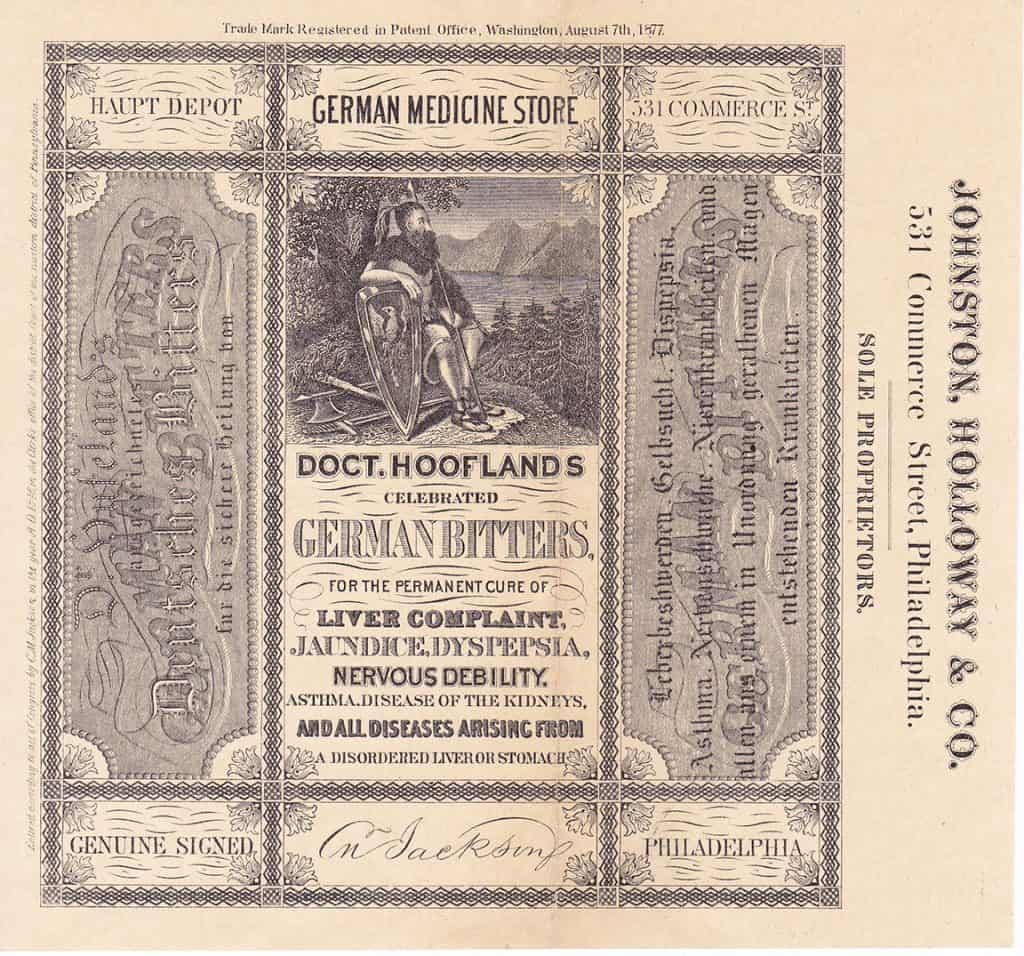 Trade Mark Registered in Patent Office, Washington, August 7th, 1877.
HAUPT DEPOT
GERMAN MEDICINE STORE
531 COMMERCE ST
Dr. Hufeland's
Deutsches Bitters
für die sichere Heilung von
DOCT. HOOFLANDS
CELEBRATED
GERMAN BITTERS,
FOR THE PERMANENT CURE OF
LIVER COMPLAINT,
JAUNDICE, DYSPEPSIA,
NERVOUS DEBILITY.
ASTHMA. DISEASE OF THE KIDNEYS,
AND ALL DISEASES ARISING FROM
A DISORDERED LIVER OR STOMACH
Leberbeshwerden, Gelbsucht, Dispepsia,
Asthma, Nervenschwäche, Nierenkrankheiten und
allen aus einem in Unordnung gerathenen Magen
entstehenden Krankheiten.
GENUINE SIGNED.
C M Jackson
PHILADELPHIA
JOHNSTON, HOLLOWAY & CO.
531 Commerce Street, Philadelphia.
SOLE PROPRIETORS.